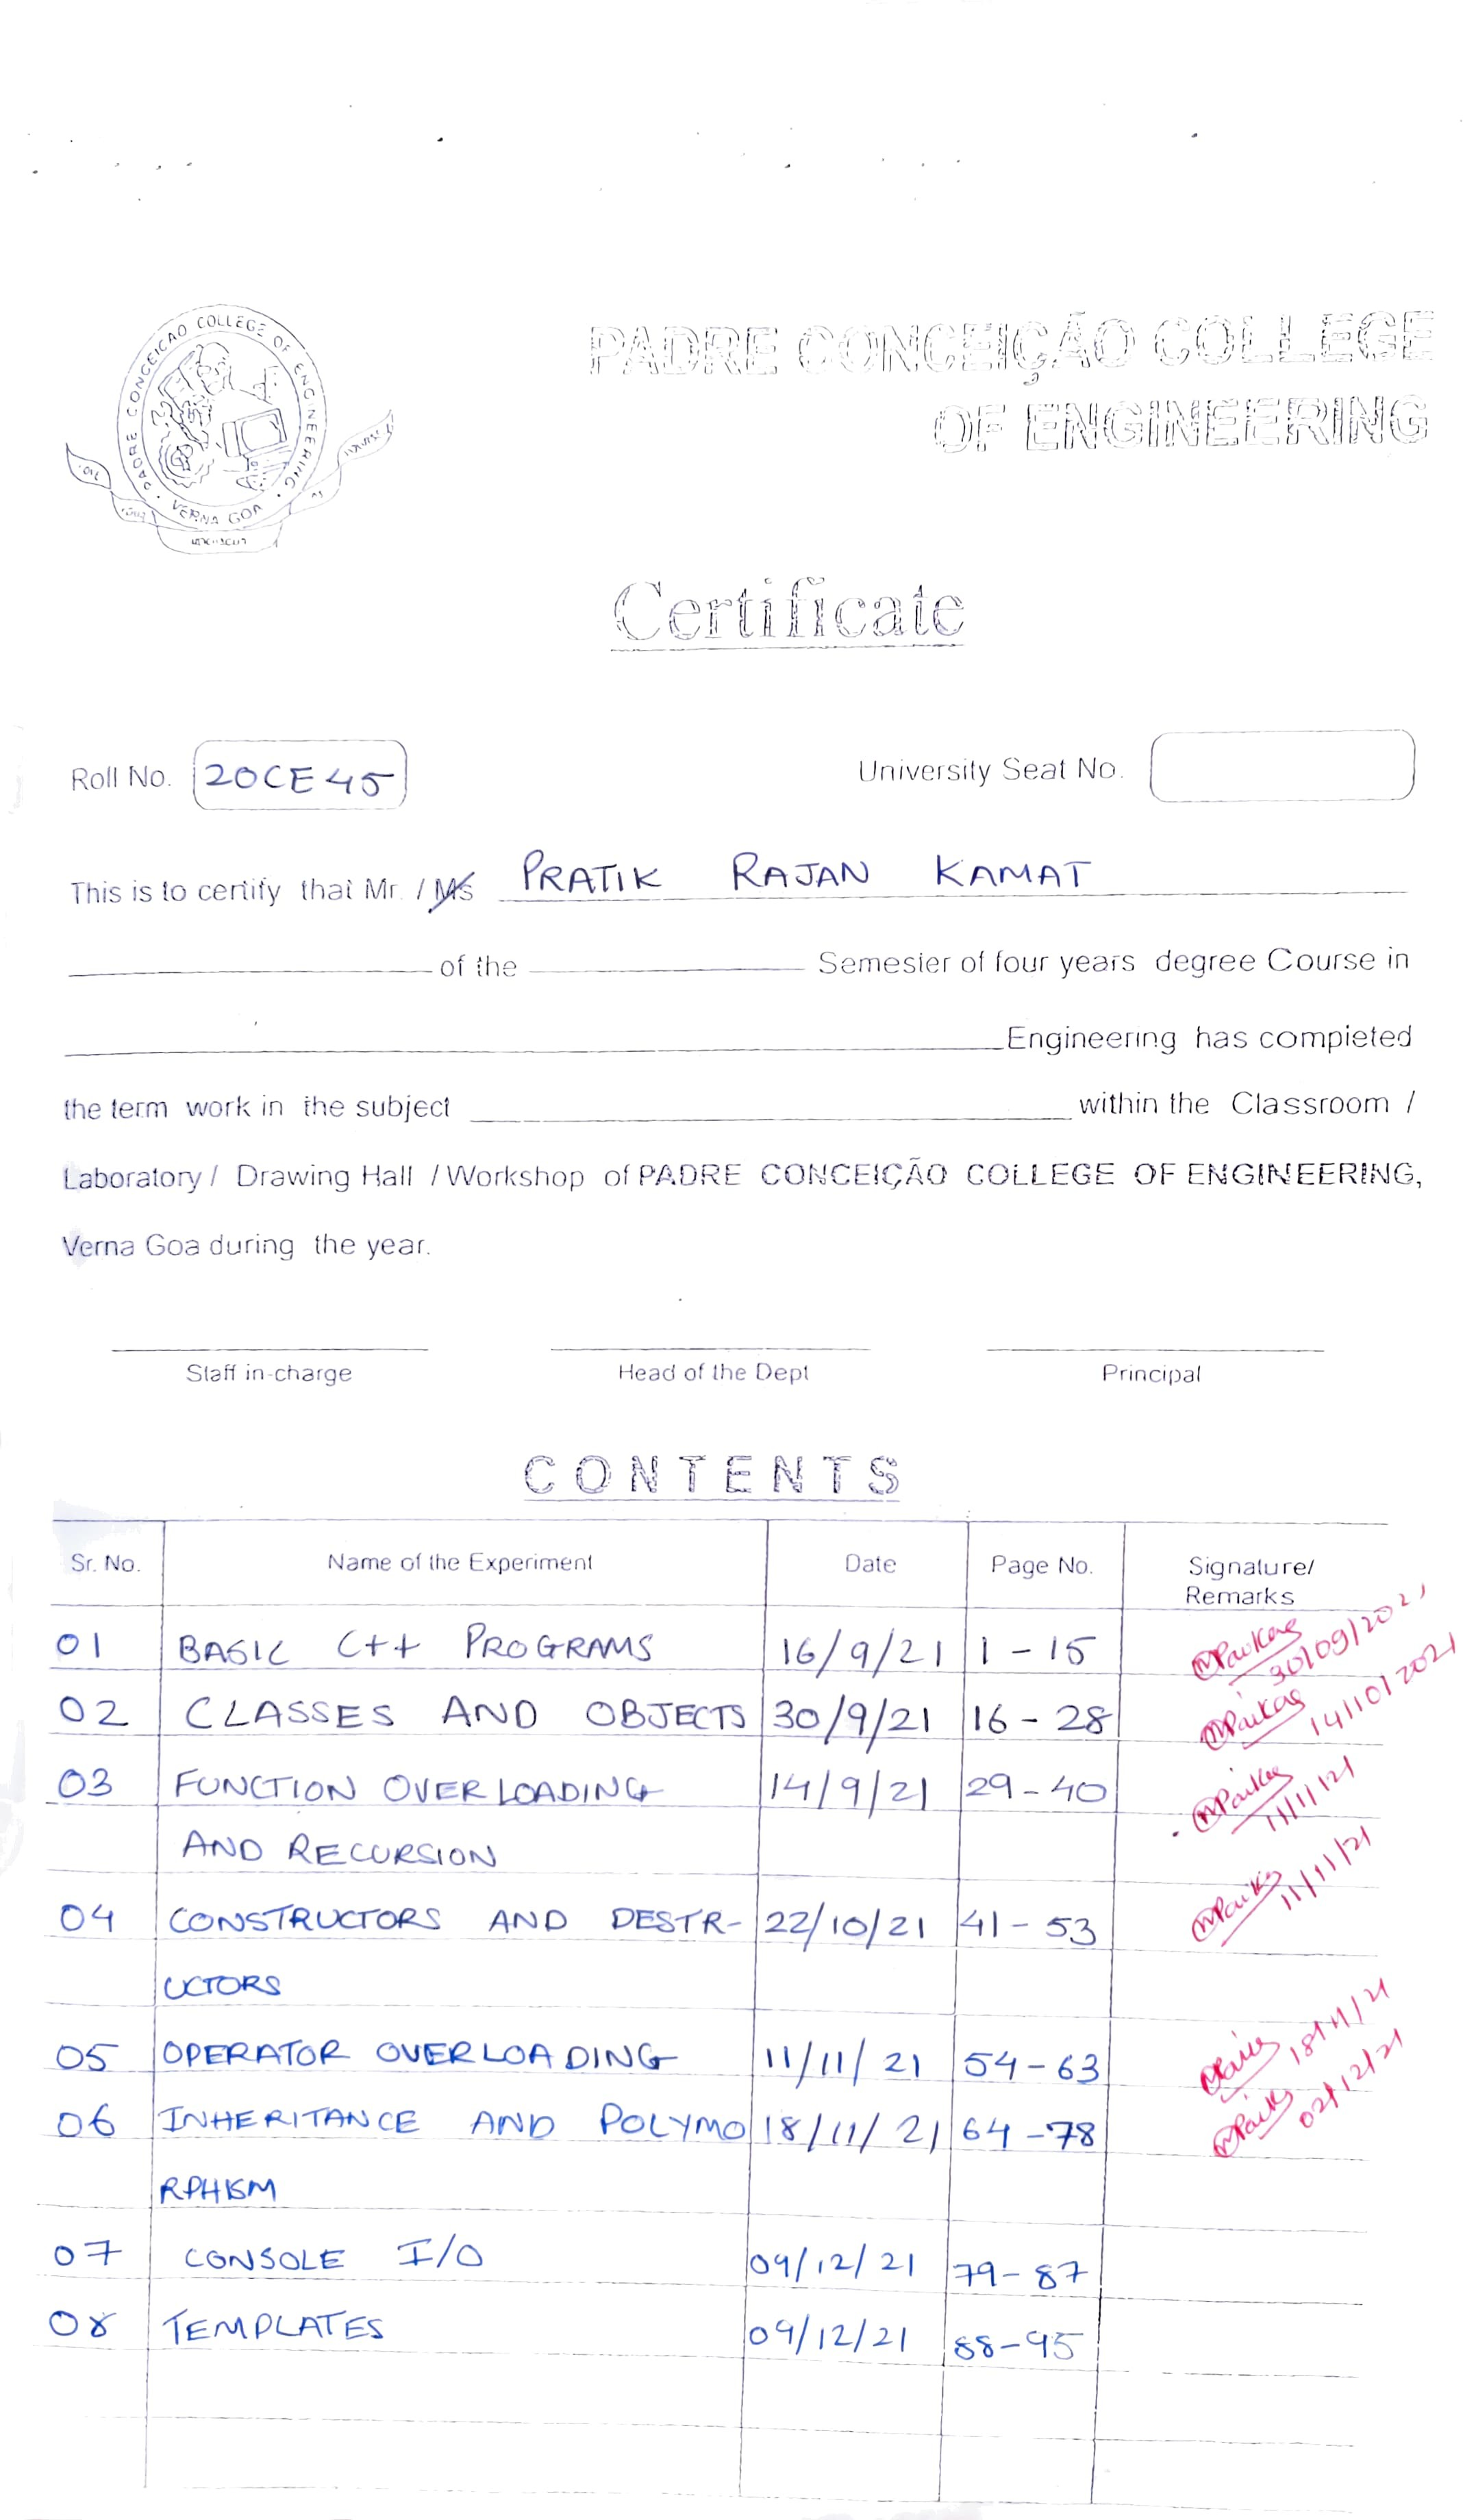 PADRE CONCEICAO COLLEGE OF ENGINEERING
VERNA GOA
PADRE CONCEIÇÃO COLLEGE
OF ENGINEERING
Certificate
Roll No. 20CE45 University Seat No.
This is to certify that Mr. / Ms PRATIK RAJAN KAMAT
of the Semester of four years degree Course in
Engineering has completed
the term work in the subject within the Classroom /
Laboratory / Drawing Hall / Workshop of PADRE CONCEIÇÃO COLLEGE OF ENGINEERING,
Verna Goa during the year.
Staff in-charge Head of the Dept Principal
CONTENTS
Sr. No. Name of the Experiment Date Page No. Signature/
Remarks
01 BASIC C++ PROGRAMS 16/9/21 1 - 15 30/09/2021
02 CLASSES AND OBJECTS 30/9/21 16 - 28 14/10/2021
03 FUNCTION OVERLOADING 14/9/21 29 - 40 11/11/21
AND RECURSION
04 CONSTRUCTORS AND DESTR- 22/10/21 41 - 53 11/11/21
UCTORS
05 OPERATOR OVERLOADING 11/11/21 54 - 63 18/11/21
06 INHERITANCE AND POLYMO 18/11/21 64 - 78 02/12/21
RPHISM
07 CONSOLE I/O 09/12/21 79 - 87
08 TEMPLATES 09/12/21 88 - 95